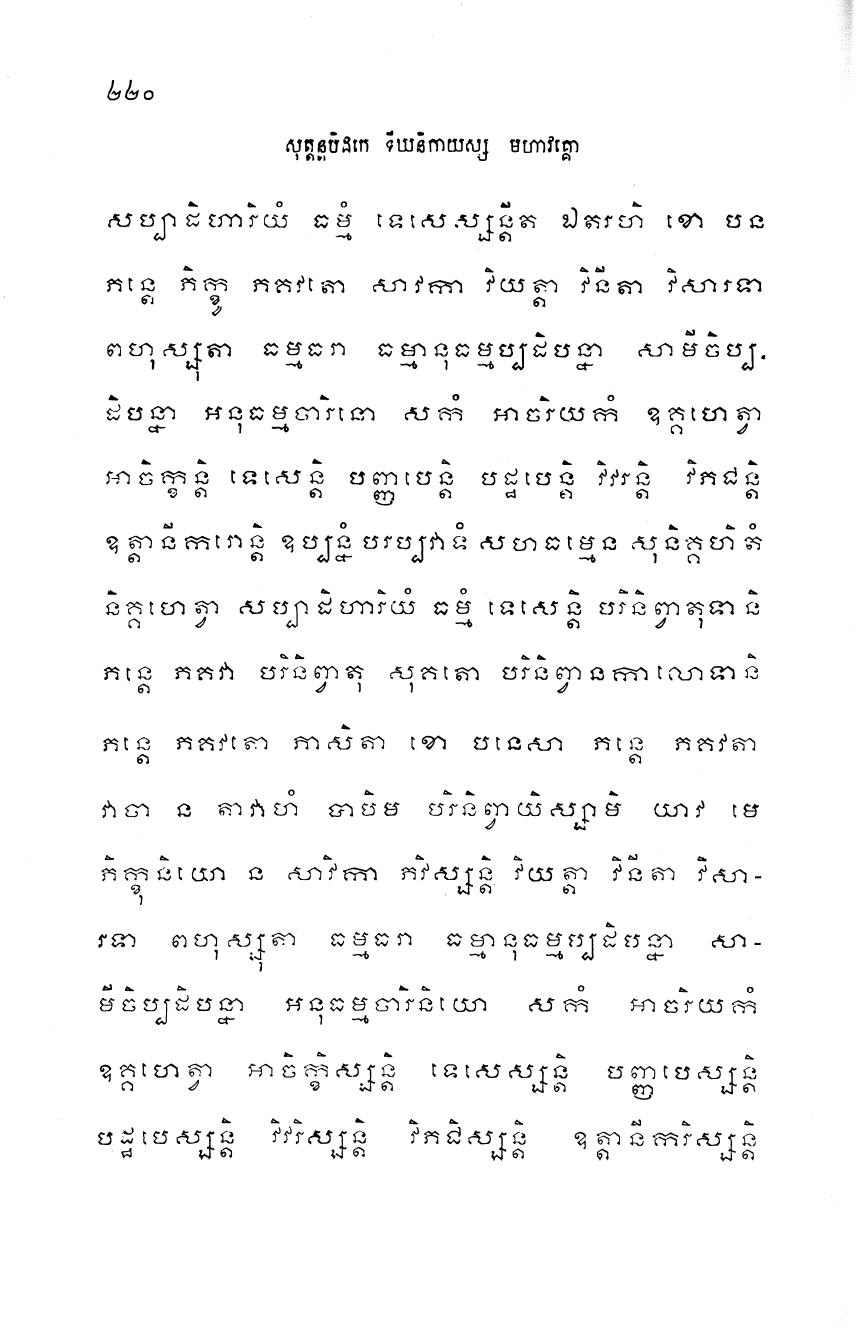 ២២០
សុត្តន្តបិដកេ ទីឃនិកាយស្ស មហាវគ្គោ
សប្បាដិហារិយំ ធម្មំ ទេសេស្សន្តីតិ ឯតរហិ ខោ បន
ភន្តេ ភិក្ខូ ភគវតោ សាវកា វិយត្តា វិនីតា វិសារទា
ពហុស្សុតា ធម្មធរា ធម្មានុធម្មប្បដិបន្នា សាមីចិប្ប-
ដិបន្នា អនុធម្មចារិនោ សកំ អាចរិយកំ ឧគ្គហេត្វា
អាចិក្ខន្តិ ទេសេន្តិ បញ្ញាបេន្តិ បដ្ឋបេន្តិ វិវរន្តិ វិភជន្តិ
ឧត្តានីករោន្តិ ឧប្បន្នំ បរប្បវាទំ សហធម្មេន សុនិគ្គហិតំ
និគ្គហេត្វា សប្បាដិហារិយំ ធម្មំ ទេសេន្តិ បរិនិព្វាតុទានិ
ភន្តេ ភគវា បរិនិព្វាតុ សុគតោ បរិនិព្វានកាលោទានិ
ភន្តេ ភគវតោ ភាសិតា ខោ បនេសា ភន្តេ ភគវតា
វាចា ន តាវាហំ បាបិម បរិនិព្វាយិស្សាមិ យាវ មេ
ភិក្ខុនិយោ ន សាវិកា ភវិស្សន្តិ វិយត្តា វិនីតា វិសា-
រទា ពហុស្សុតា ធម្មធរា ធម្មានុធម្មប្បដិបន្នា សា-
មីចិប្បដិបន្នា អនុធម្មចារិនិយោ សកំ អាចរិយកំ
ឧគ្គហេត្វា អាចិក្ខិស្សន្តិ ទេសេស្សន្តិ បញ្ញាបេស្សន្តិ
បដ្ឋបេស្សន្តិ វិវរិស្សន្តិ វិភជិស្សន្តិ ឧត្តានីករិស្សន្តិ